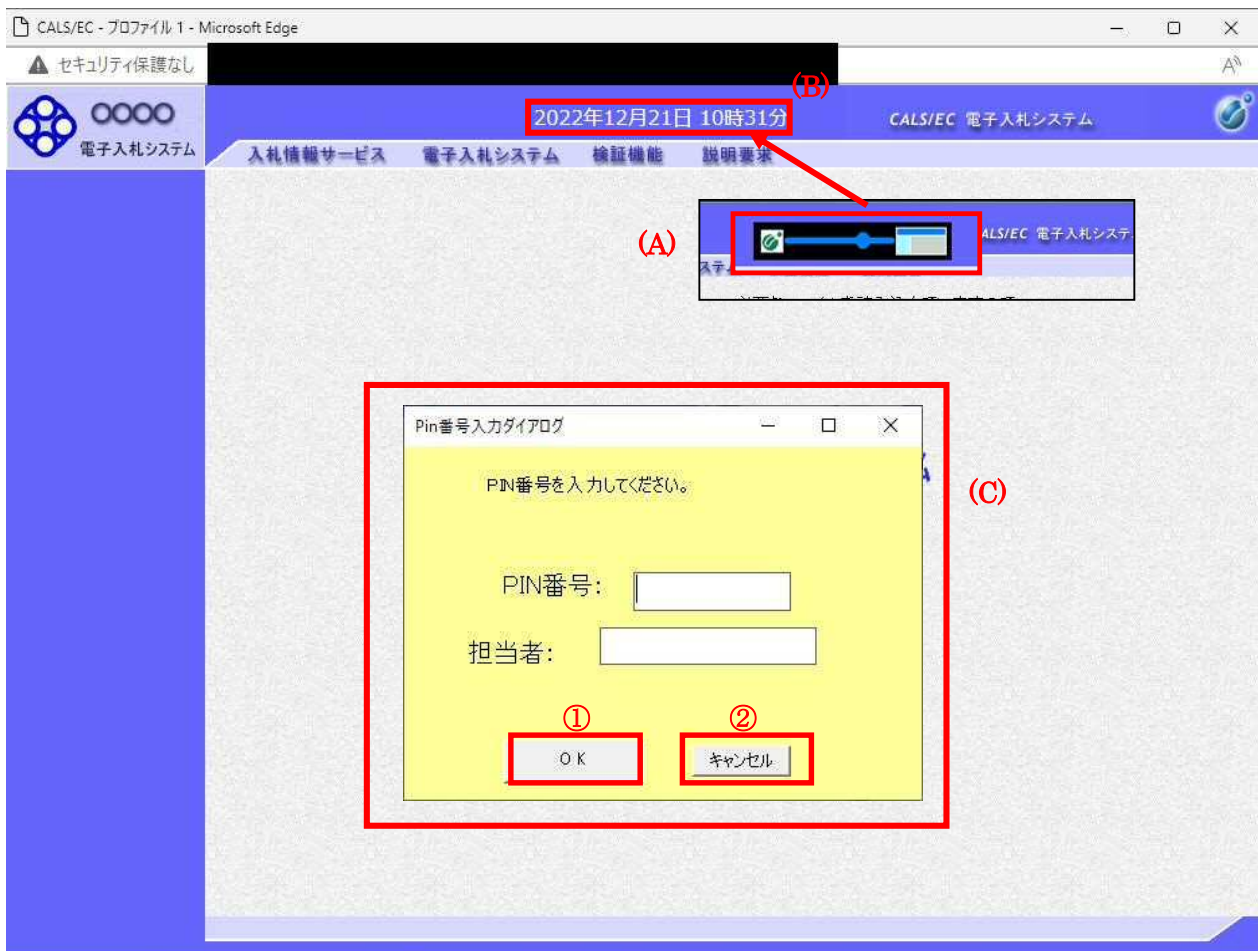 CALS/EC - プロファイル 1 - Microsoft Edge
セキュリティ保護なし
(B)
OOOO
電子入札システム
2022年12月21日 10時31分
CALS/EC 電子入札システム
入札情報サービス 電子入札システム 検証機能 説明要求
(A)
ALS/EC 電子入札システ
ステム
Pin番号入力ダイアログ
PIN番号を入力してください。
(C)
PIN番号:
担当者:
① ②
OK キャンセル